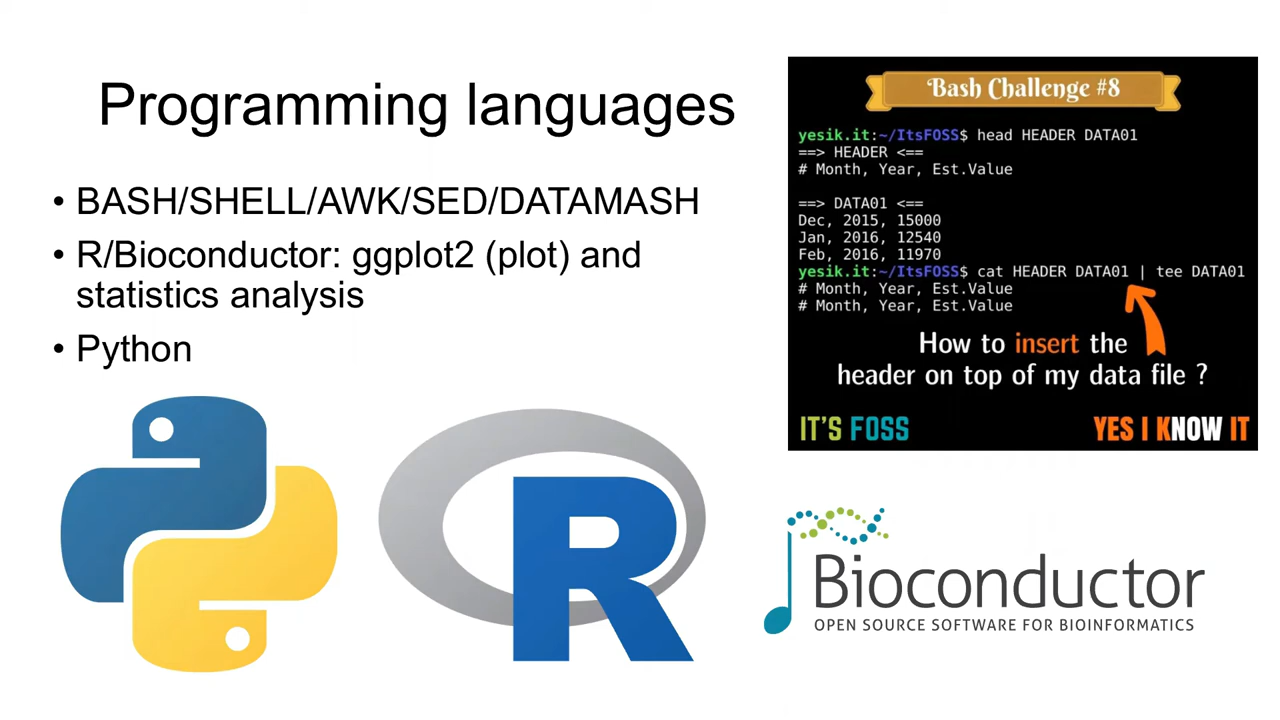 Programming languages
• BASH/SHELL/AWK/SED/DATAMASH
• R/Bioconductor: ggplot2 (plot) and
statistics analysis
• Python
Bash Challenge #8
yesik.it:~/ItsFOSS$ head HEADER DATA01
==> HEADER <==
# Month, Year, Est.Value
==> DATA01 <==
Dec, 2015, 15000
Jan, 2016, 12540
Feb, 2016, 11970
yesik.it:~/ItsFOSS$ cat HEADER DATA01 | tee DATA01
# Month, Year, Est.Value
# Month, Year, Est.Value
How to insert the
header on top of my data file ?
IT'S FOSS
YES I KNOW IT
R
Bioconductor
OPEN SOURCE SOFTWARE FOR BIOINFORMATICS